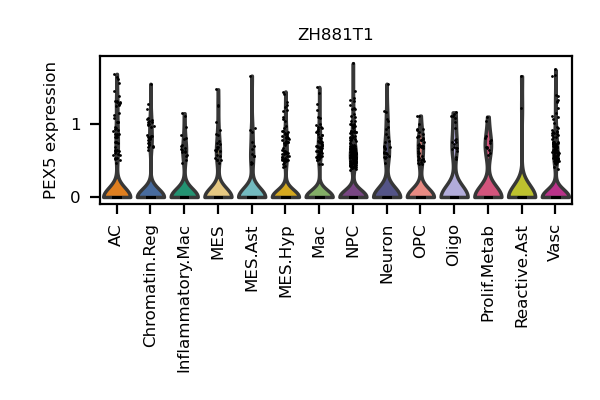 ZH881T1
PEX5 expression
1
0
AC
Chromatin.Reg
Inflammatory.Mac
MES
MES.Ast
MES.Hyp
Mac
NPC
Neuron
OPC
Oligo
Prolif.Metab
Reactive.Ast
Vasc